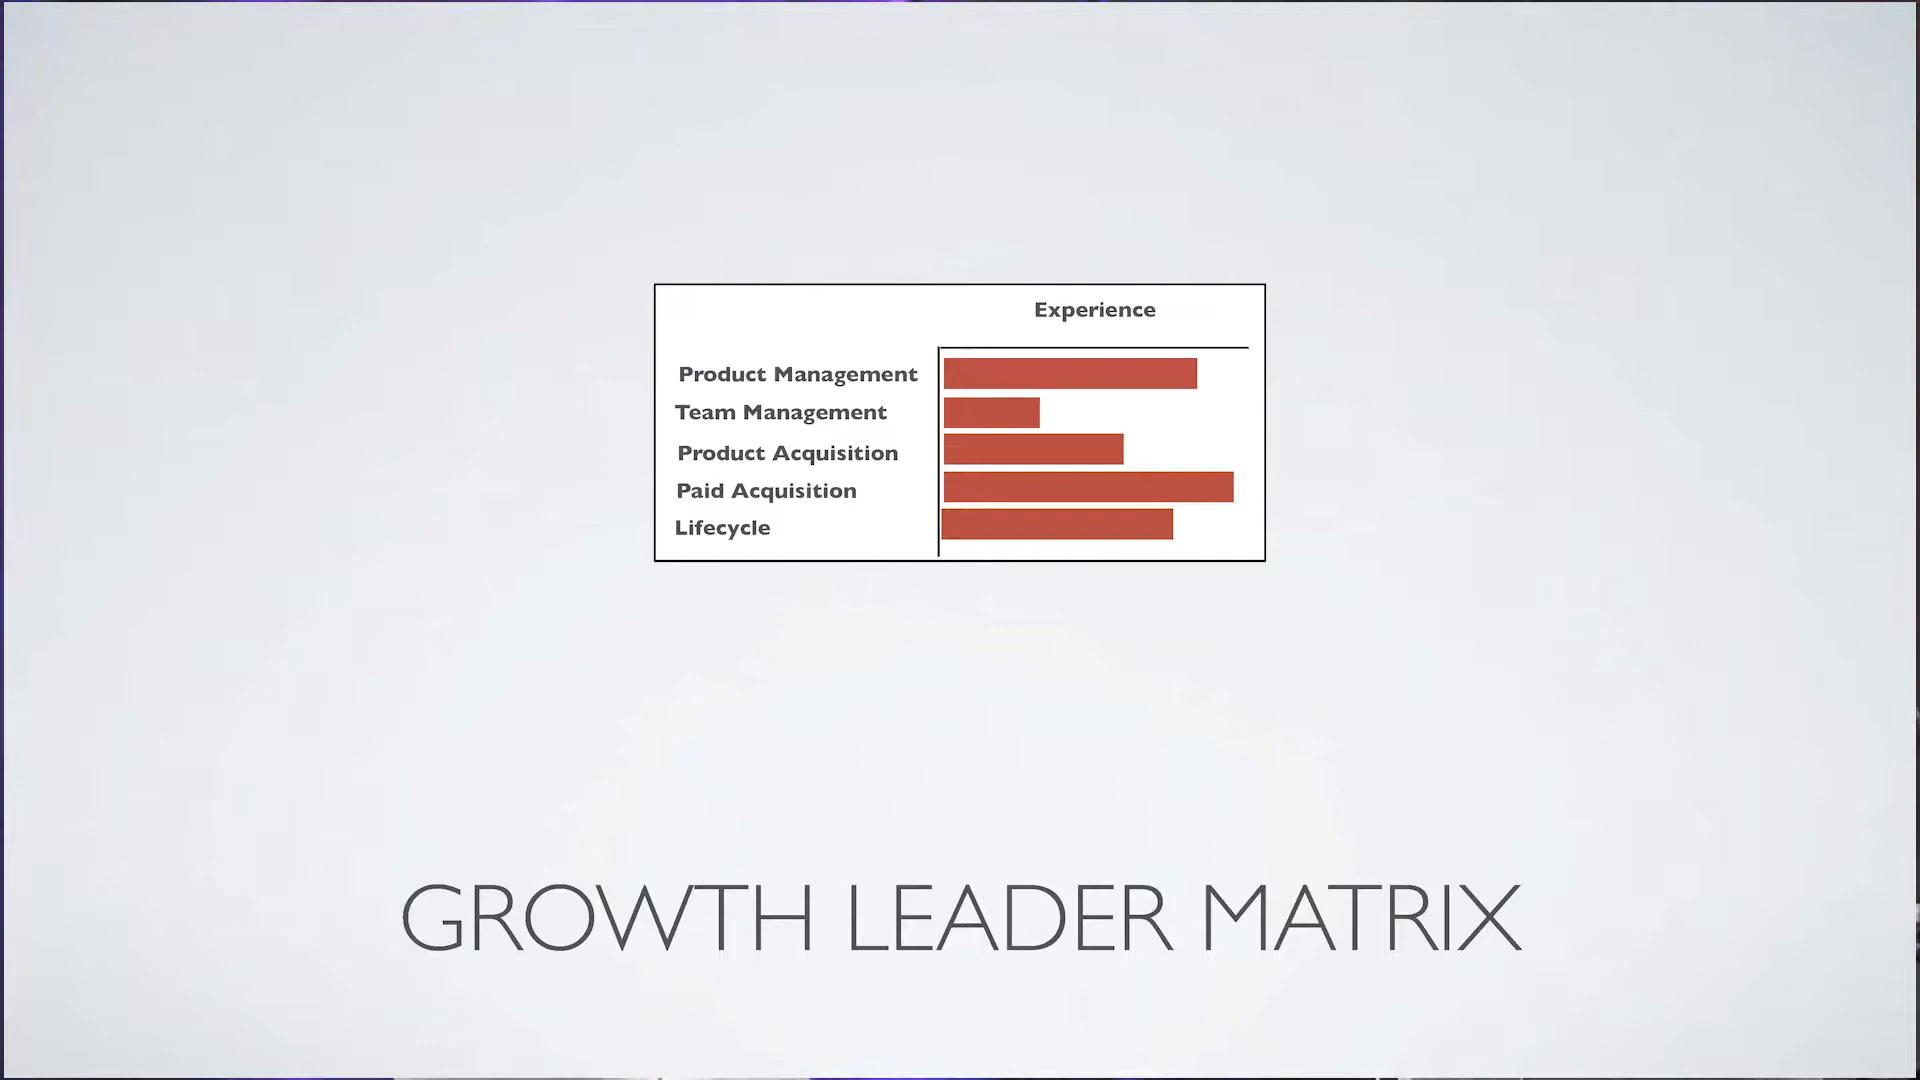 Experience
Product Management
Team Management
Product Acquisition
Paid Acquisition
Lifecycle
GROWTH LEADER MATRIX